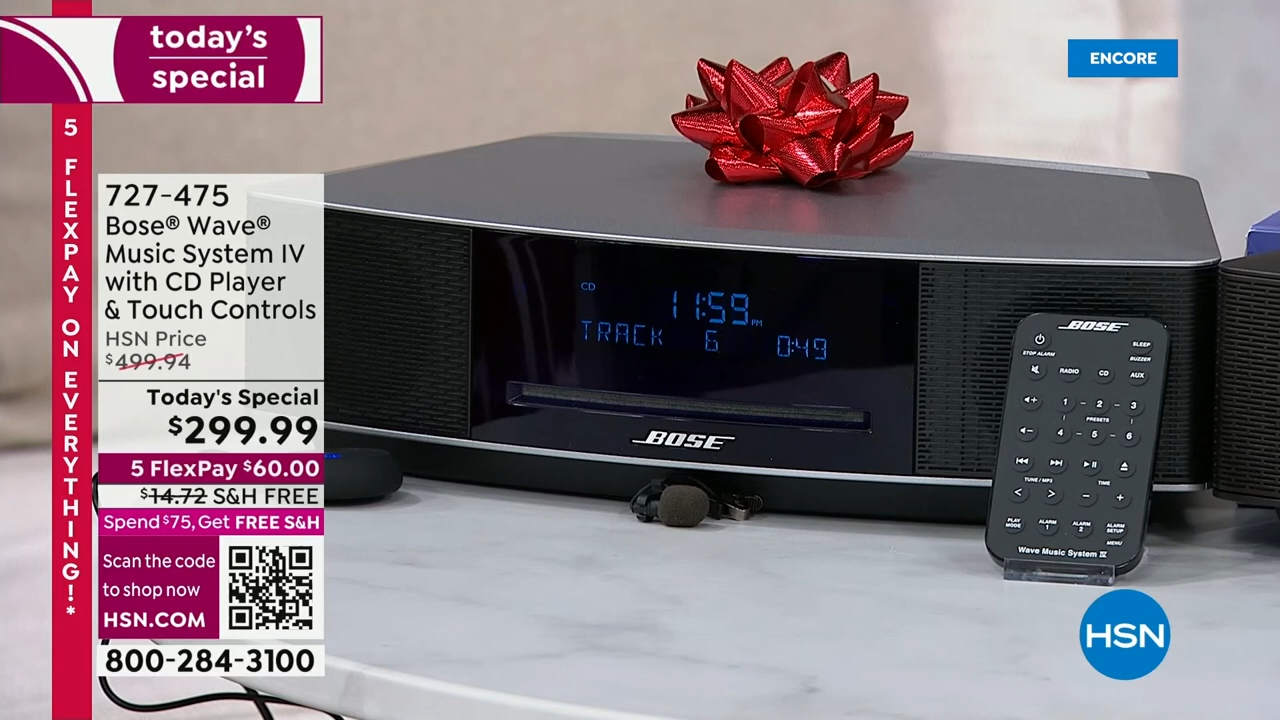 today's
special
ENCORE
5 FLEXPAY ON EVERYTHING!*
727-475
Bose® Wave®
Music System IV
with CD Player
& Touch Controls
HSN Price
$499.94
Today's Special
$299.99
5 FlexPay $60.00
$14.72 S&H FREE
Spend $75, Get FREE S&H
Scan the code
to shop now
HSN.COM
800-284-3100
CD
11:59 PM
TRACK 6 0:49
BOSE
BOSE
SLEEP
STOP ALARM
BUZZER
RADIO CD AUX
1 - 2 - 3
PRESETS
4 - 5 - 6
TUNE / MP3 TIME
< > - +
PLAY MODE ALARM 1 ALARM 2 ALARM SETUP
MENU
Wave Music System IV
HSN